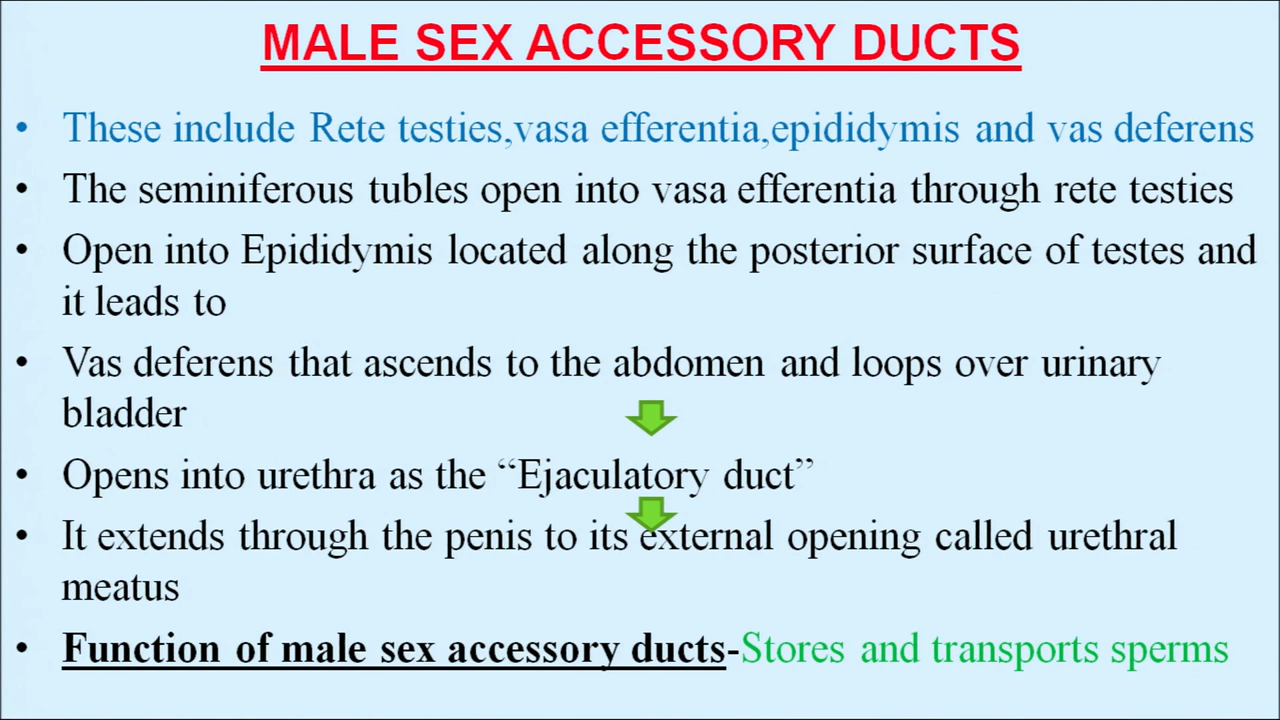 MALE SEX ACCESSORY DUCTS
• These include Rete testies,vasa efferentia,epididymis and vas deferens
• The seminiferous tubles open into vasa efferentia through rete testies
• Open into Epididymis located along the posterior surface of testes and
it leads to
• Vas deferens that ascends to the abdomen and loops over urinary
bladder
• Opens into urethra as the “Ejaculatory duct”
• It extends through the penis to its external opening called urethral
meatus
• Function of male sex accessory ducts-Stores and transports sperms